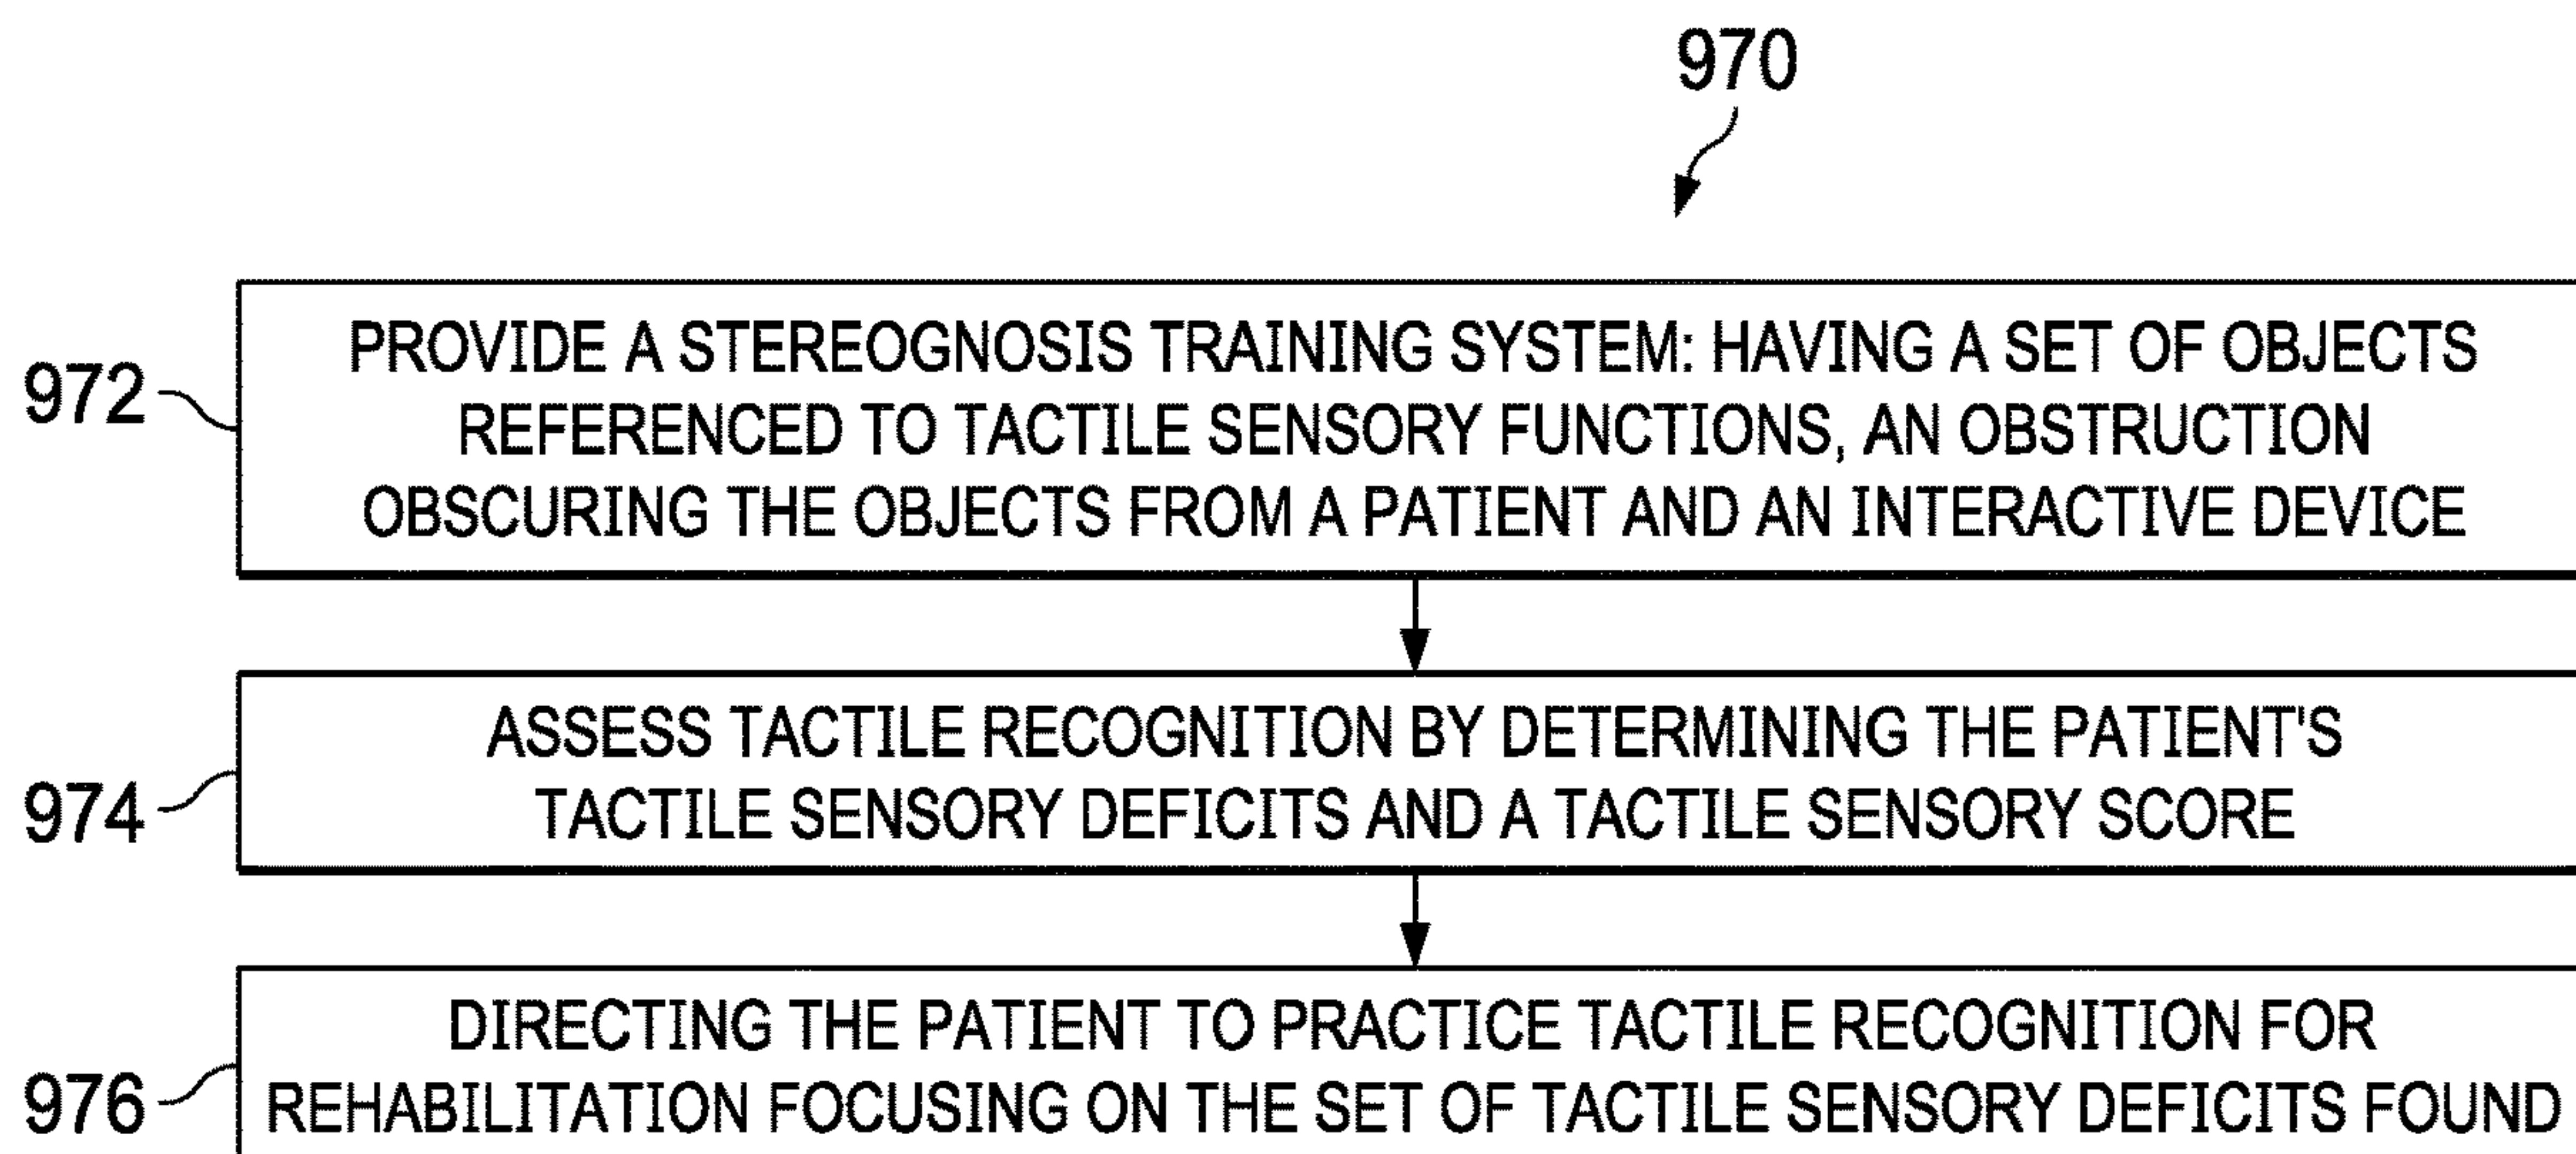 970
972
PROVIDE A STEREOGNOSIS TRAINING SYSTEM: HAVING A SET OF OBJECTS
REFERENCED TO TACTILE SENSORY FUNCTIONS, AN OBSTRUCTION
OBSCURING THE OBJECTS FROM A PATIENT AND AN INTERACTIVE DEVICE
974
ASSESS TACTILE RECOGNITION BY DETERMINING THE PATIENT'S
TACTILE SENSORY DEFICITS AND A TACTILE SENSORY SCORE
976
DIRECTING THE PATIENT TO PRACTICE TACTILE RECOGNITION FOR
REHABILITATION FOCUSING ON THE SET OF TACTILE SENSORY DEFICITS FOUND